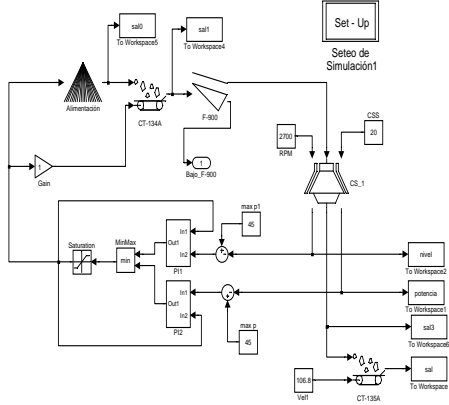 Set - Up
Seteo de
Simulación1
sal0
To Workspace5
sal1
To Workspace4
Alimentación
CT-134A
F-900
1
Gain
1
Bajo_F-900
2700
RPM
CSS
20
CS_1
max p1
45
Saturation
MinMax
min
In1
Out1
In2
PI1
nivel
To Workspace2
In1
Out1
In2
PI2
potencia
To Workspace1
max p
45
sal3
To Workspace6
106.8
Vel1
CT-135A
sal
To Workspace